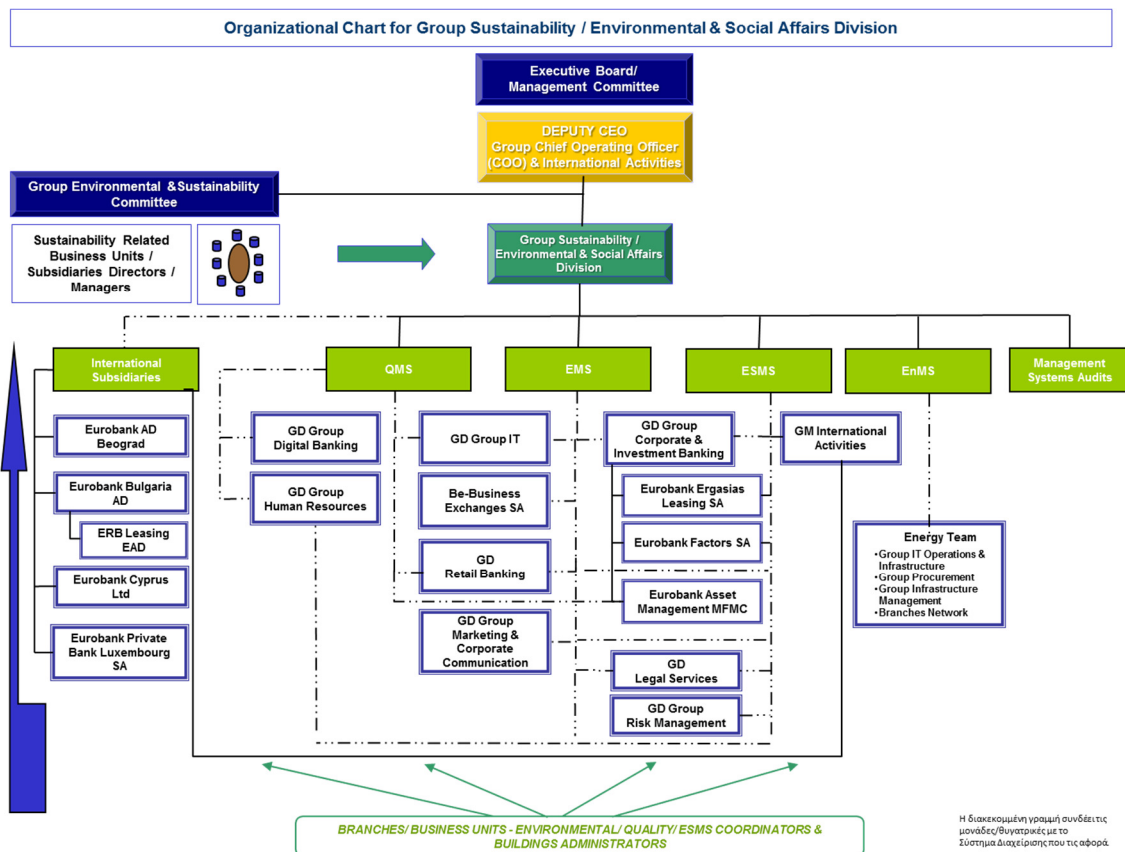 Organizational Chart for Group Sustainability / Environmental & Social Affairs Division
Executive Board/
Management Committee
DEPUTY CEO
Group Chief Operating Officer
(COO) & International Activities
Group Environmental &Sustainability
Committee
Sustainability Related
Business Units /
Subsidiaries Directors /
Managers
Group Sustainability /
Environmental & Social Affairs
Division
International
Subsidiaries
QMS
EMS
ESMS
EnMS
Management
Systems Audits
Eurobank AD
Beograd
Eurobank Bulgaria
AD
ERB Leasing
EAD
Eurobank Cyprus
Ltd
Eurobank Private
Bank Luxembourg
SA
GD Group
Digital Banking
GD Group
Human Resources
GD Group IT
Be-Business
Exchanges SA
GD
Retail Banking
GD Group
Marketing &
Corporate
Communication
GD Group
Corporate &
Investment Banking
Eurobank Ergasias
Leasing SA
Eurobank Factors SA
Eurobank Asset
Management MFMC
GD
Legal Services
GD Group
Risk Management
GM International
Activities
Energy Team
•Group IT Operations &
Infrastructure
•Group Procurement
•Group Infrastructure
Management
•Branches Network
BRANCHES/ BUSINESS UNITS - ENVIRONMENTAL/ QUALITY/ ESMS COORDINATORS &
BUILDINGS ADMINISTRATORS
Η διακεκομμένη γραμμή συνδέει τις
μονάδες/θυγατρικές με το
Σύστημα Διαχείρισης που τις αφορά.